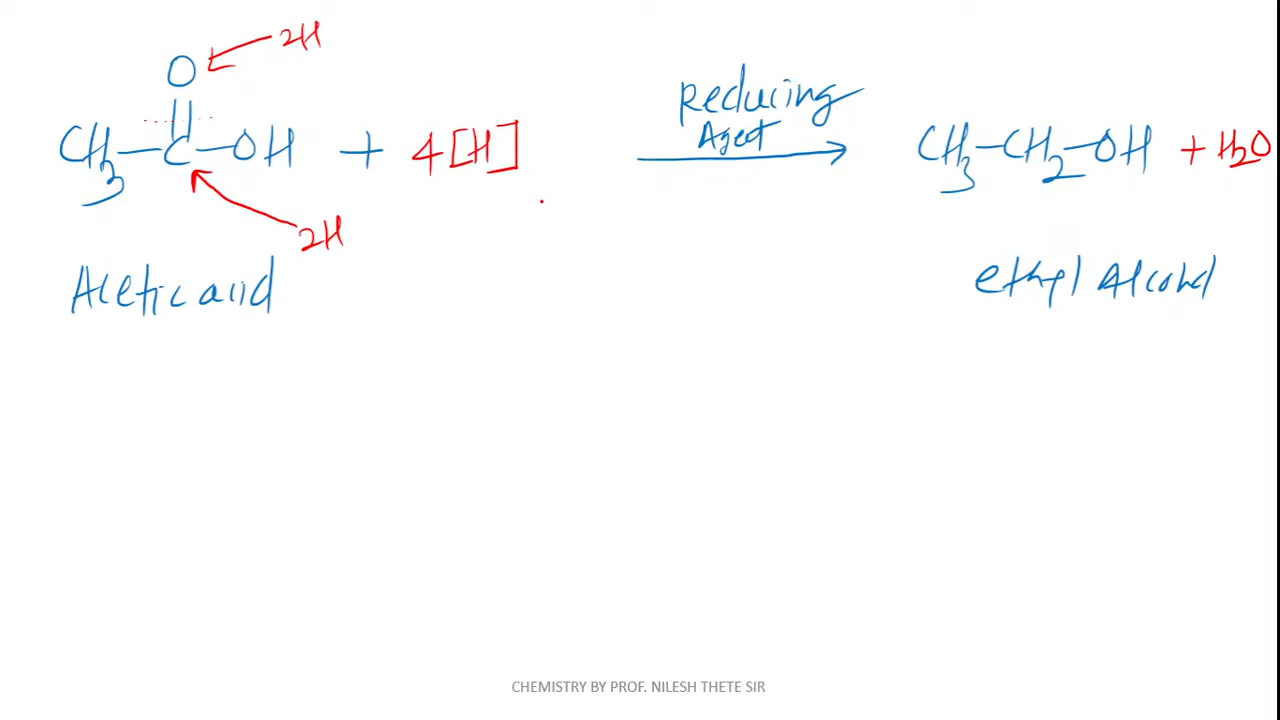 2H
O
||
CH3-C-OH + 4[H] Reducing Agent CH3-CH2-OH + H2O
2H
Acetic acid ethyl Alcohol
CHEMISTRY BY PROF. NILESH THETE SIR